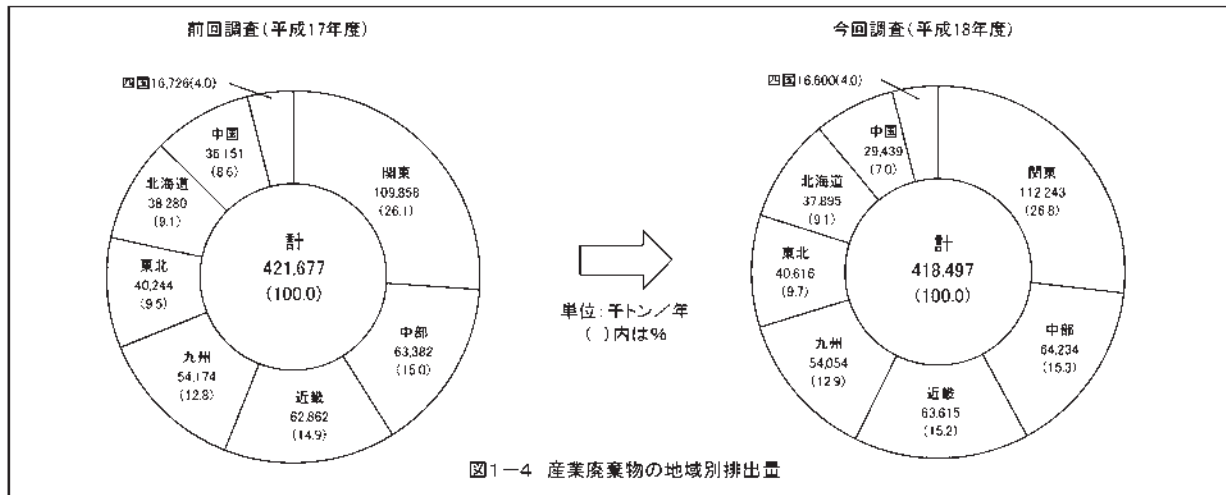 前回調査(平成17年度)
四国16,726(4.0)
中国
36,151
(8.6)
関東
109,858
(26.1)
北海道
38,280
(9.1)
東北
40,244
(9.5)
中部
63,382
(15.0)
九州
54,174
(12.8)
近畿
62,862
(14.9)
計
421,677
(100.0)
単位:千トン/年
( )内は%
今回調査(平成18年度)
四国16,600(4.0)
中国
29,439
(7.0)
関東
112,243
(26.8)
北海道
37,895
(9.1)
東北
40,616
(9.7)
中部
64,234
(15.3)
九州
54,054
(12.9)
近畿
63,615
(15.2)
計
418,497
(100.0)
図1-4 産業廃棄物の地域別排出量